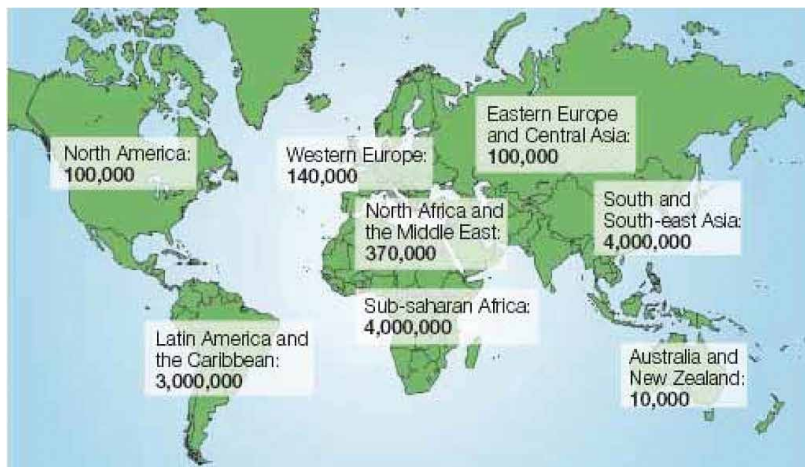 North America:
100,000
Western Europe:
140,000
Eastern Europe
and Central Asia:
100,000
North Africa and
the Middle East:
370,000
South and
South-east Asia:
4,000,000
Sub-saharan Africa:
4,000,000
Latin America and
the Caribbean:
3,000,000
Australia and
New Zealand:
10,000